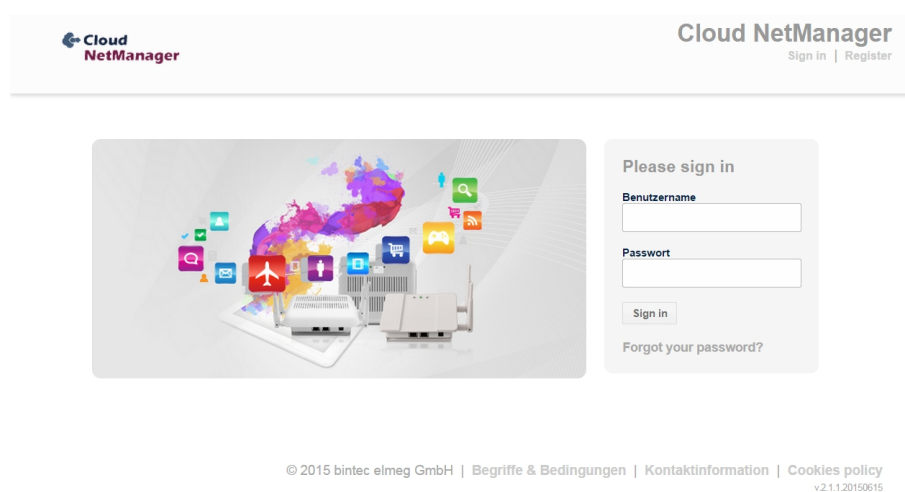 Cloud
NetManager
Cloud NetManager
Sign in | Register
Please sign in
Benutzername
Passwort
Sign in
Forgot your password?
© 2015 bintec elmeg GmbH | Begriffe & Bedingungen | Kontaktinformation | Cookies policy
v.2.1.1.20150615